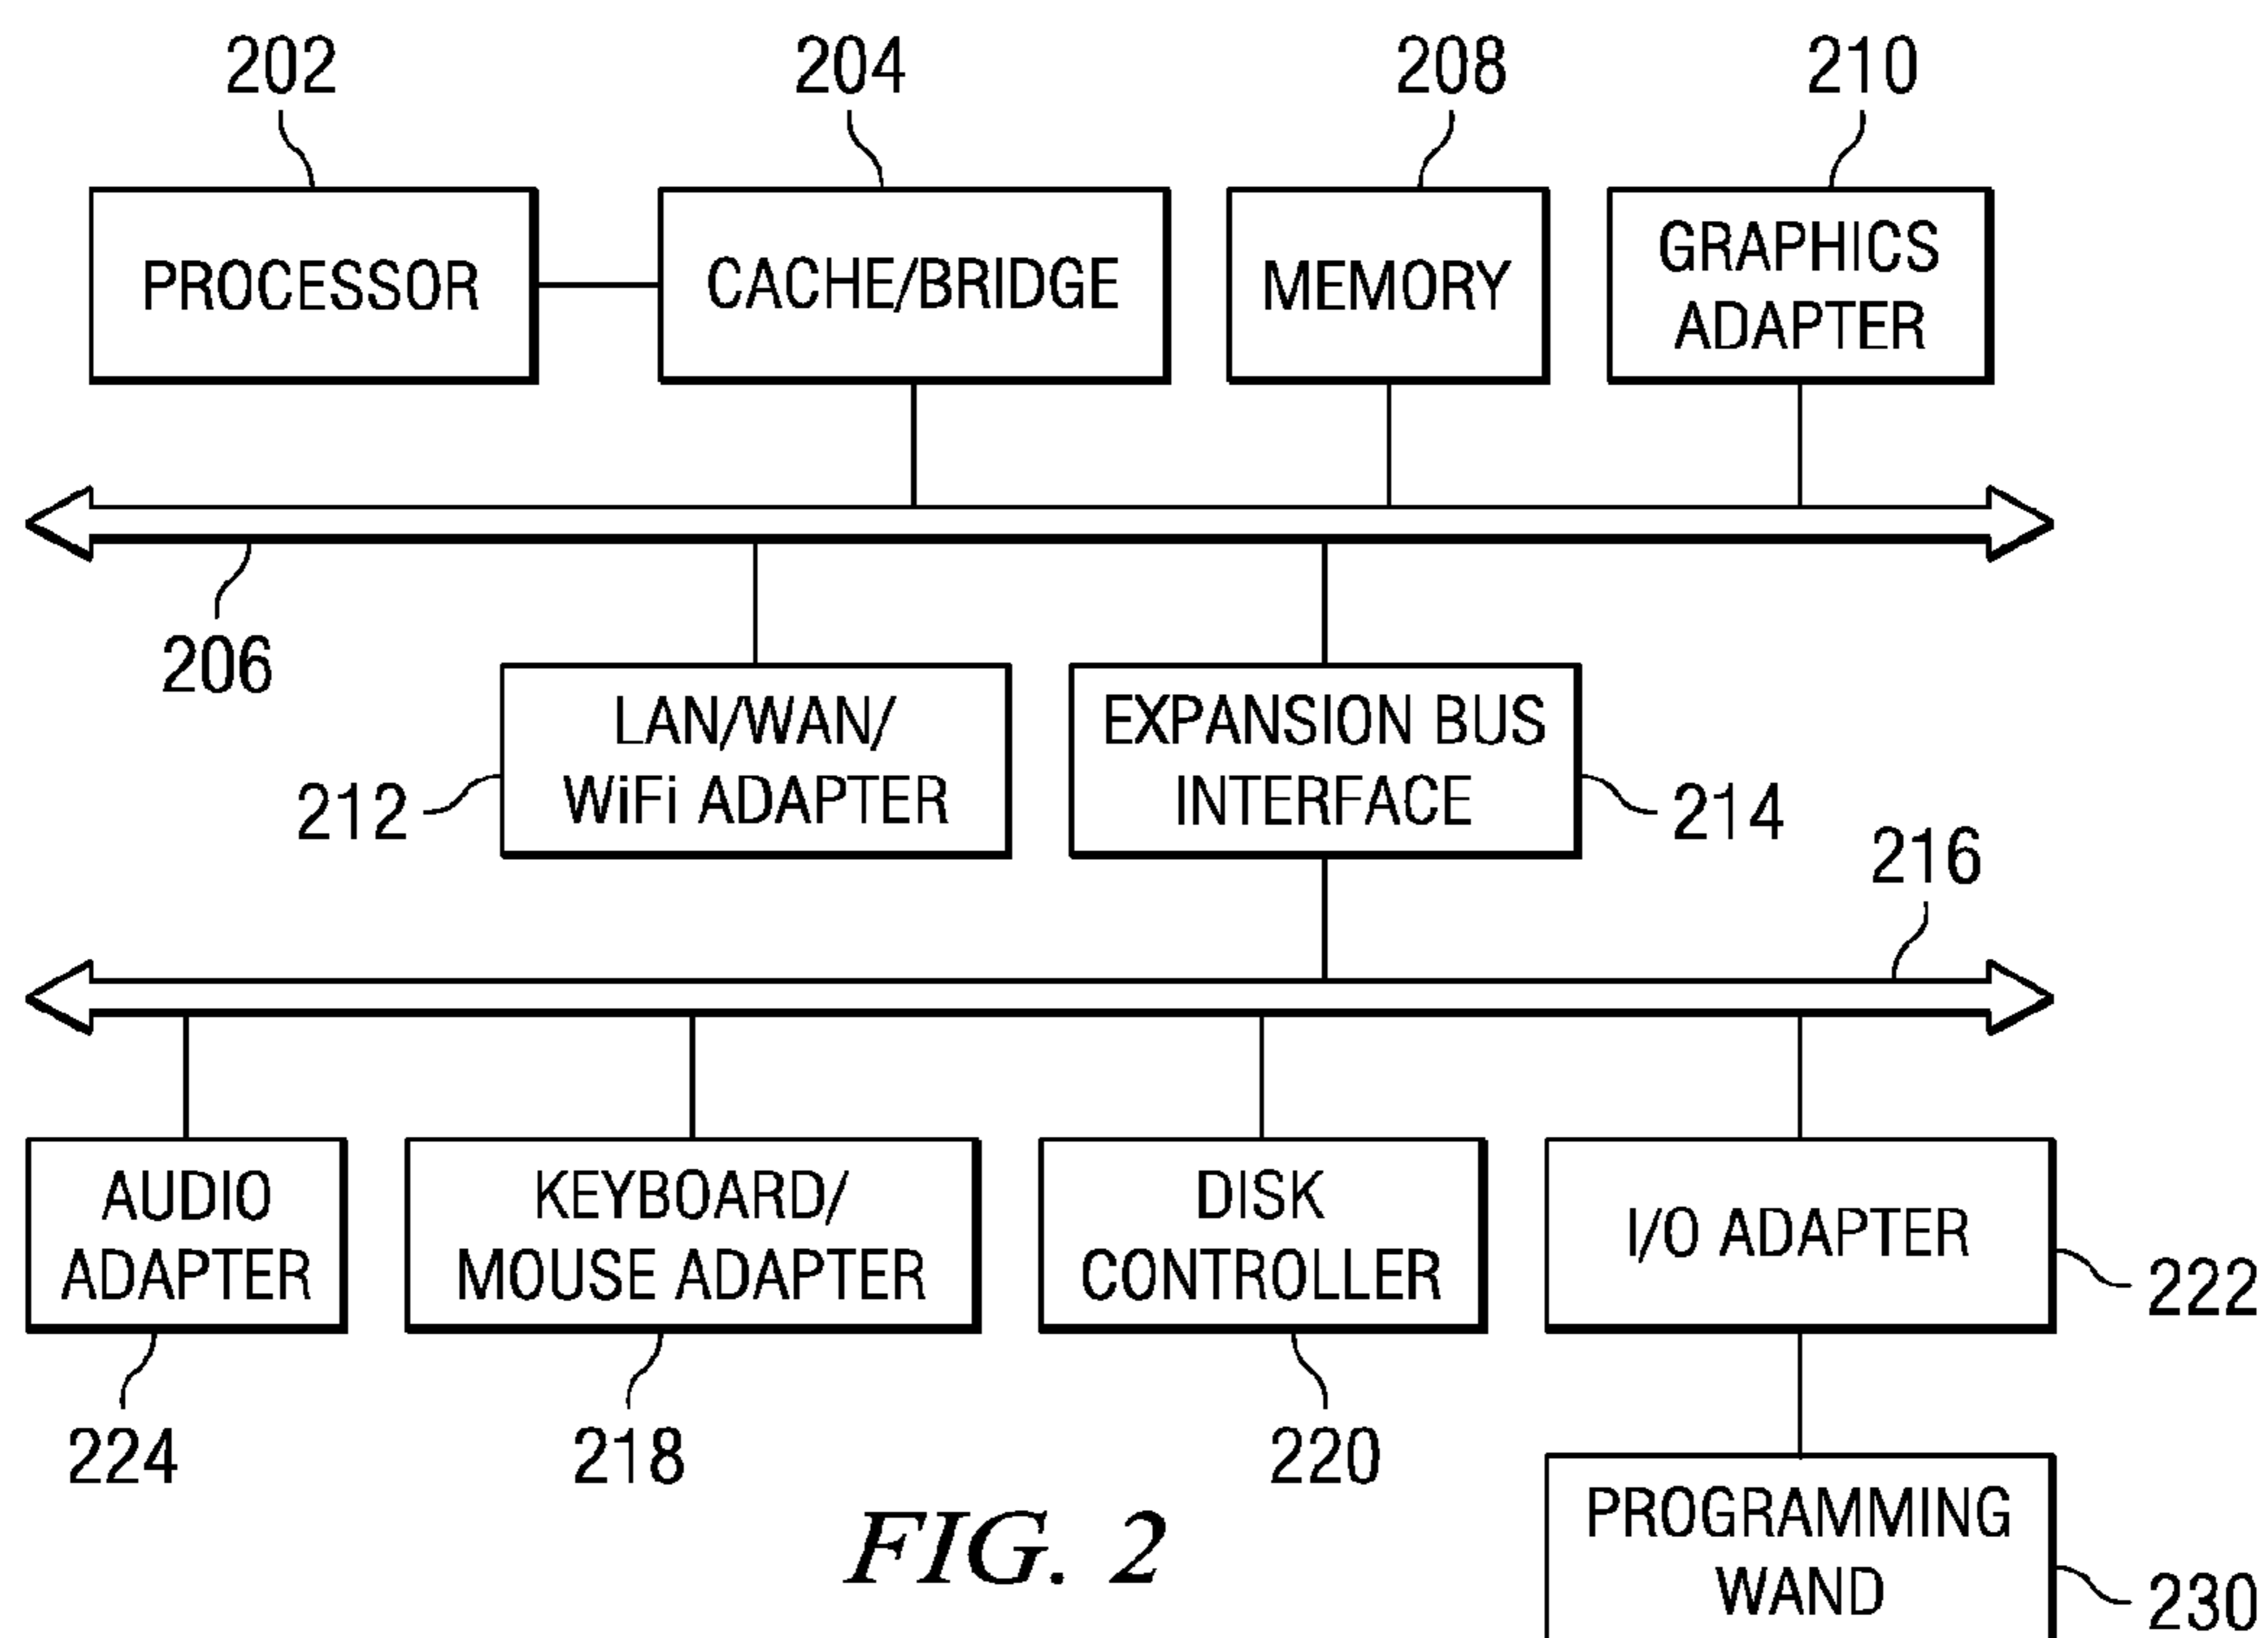 202
204
208
210
PROCESSOR
CACHE/BRIDGE
MEMORY
GRAPHICS
ADAPTER
206
LAN/WAN/
WiFi ADAPTER
212
EXPANSION BUS
INTERFACE
214
216
AUDIO
ADAPTER
KEYBOARD/
MOUSE ADAPTER
DISK
CONTROLLER
I/O ADAPTER
222
224
218
220
PROGRAMMING
WAND
230
FIG. 2